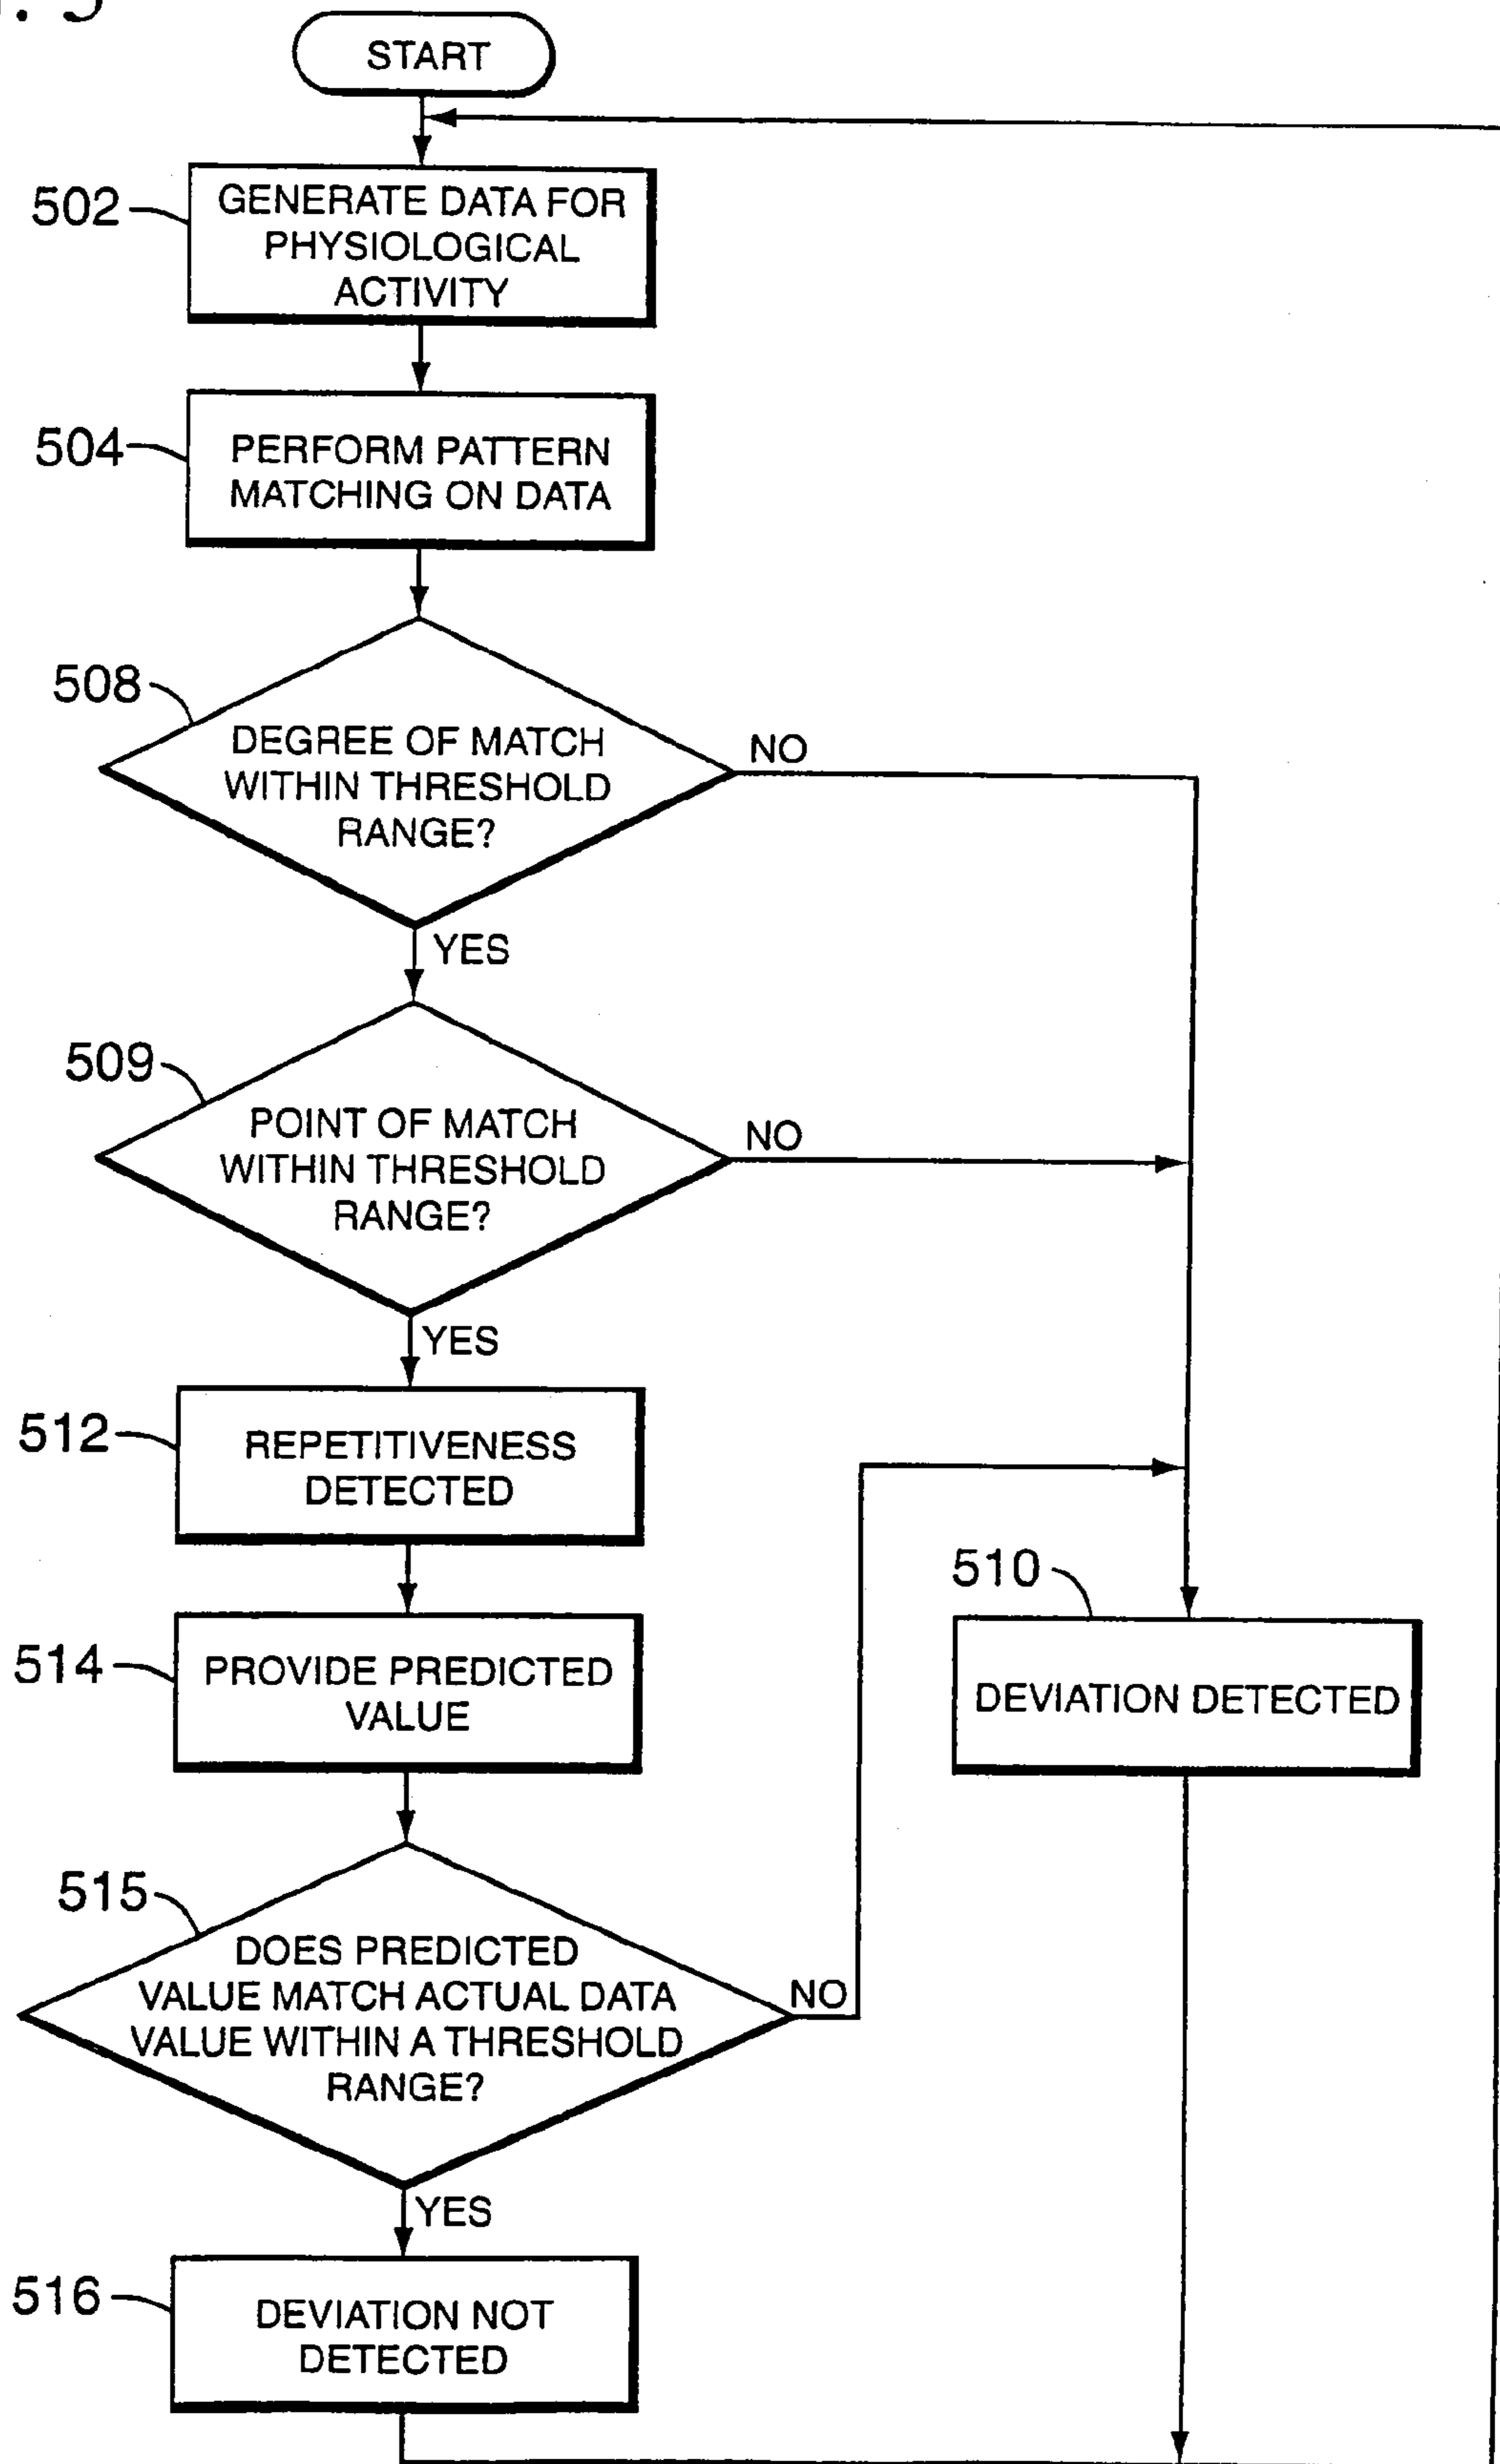 . 5
START
502
GENERATE DATA FOR
PHYSIOLOGICAL
ACTIVITY
504
PERFORM PATTERN
MATCHING ON DATA
508
DEGREE OF MATCH
WITHIN THRESHOLD
RANGE?
NO
YES
509
POINT OF MATCH
WITHIN THRESHOLD
RANGE?
NO
YES
512
REPETITIVENESS
DETECTED
510
DEVIATION DETECTED
514
PROVIDE PREDICTED
VALUE
515
DOES PREDICTED
VALUE MATCH ACTUAL DATA
VALUE WITHIN A THRESHOLD
RANGE?
NO
YES
516
DEVIATION NOT
DETECTED